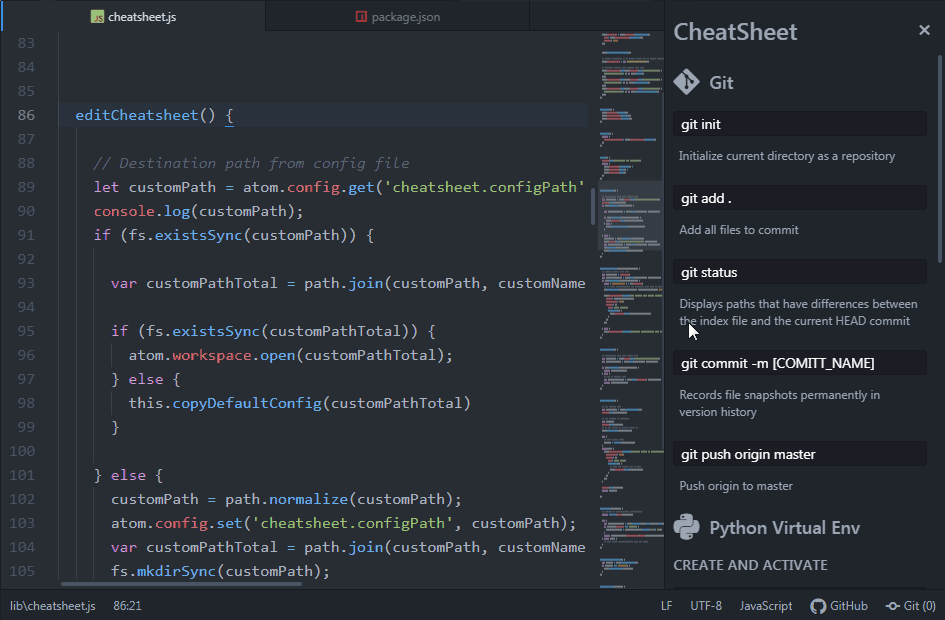 cheatsheet.js
package.json
83
84
85
86 editCheatsheet() {
87
88 // Destination path from config file
89 let customPath = atom.config.get('cheatsheet.configPath'
90 console.log(customPath);
91 if (fs.existsSync(customPath)) {
92
93 var customPathTotal = path.join(customPath, customName
94
95 if (fs.existsSync(customPathTotal)) {
96 atom.workspace.open(customPathTotal);
97 } else {
98 this.copyDefaultConfig(customPathTotal)
99 }
100
101 } else {
102 customPath = path.normalize(customPath);
103 atom.config.set('cheatsheet.configPath', customPath);
104 var customPathTotal = path.join(customPath, customName
105 fs.mkdirSync(customPath);
CheatSheet
Git
git init
Initialize current directory as a repository
git add .
Add all files to commit
git status
Displays paths that have differences between
the index file and the current HEAD commit
git commit -m [COMITT_NAME]
Records file snapshots permanently in
version history
git push origin master
Push origin to master
Python Virtual Env
CREATE AND ACTIVATE
lib\cheatsheet.js 86:21 LF UTF-8 JavaScript GitHub Git (0)